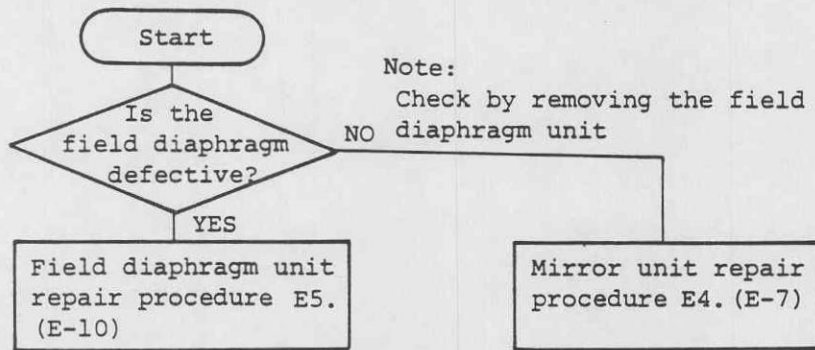 Start
Note:
Check by removing the field
diaphragm unit
Is the
field diaphragm
defective?
NO
YES
Field diaphragm unit
repair procedure E5.
(E-10)
Mirror unit repair
procedure E4. (E-7)